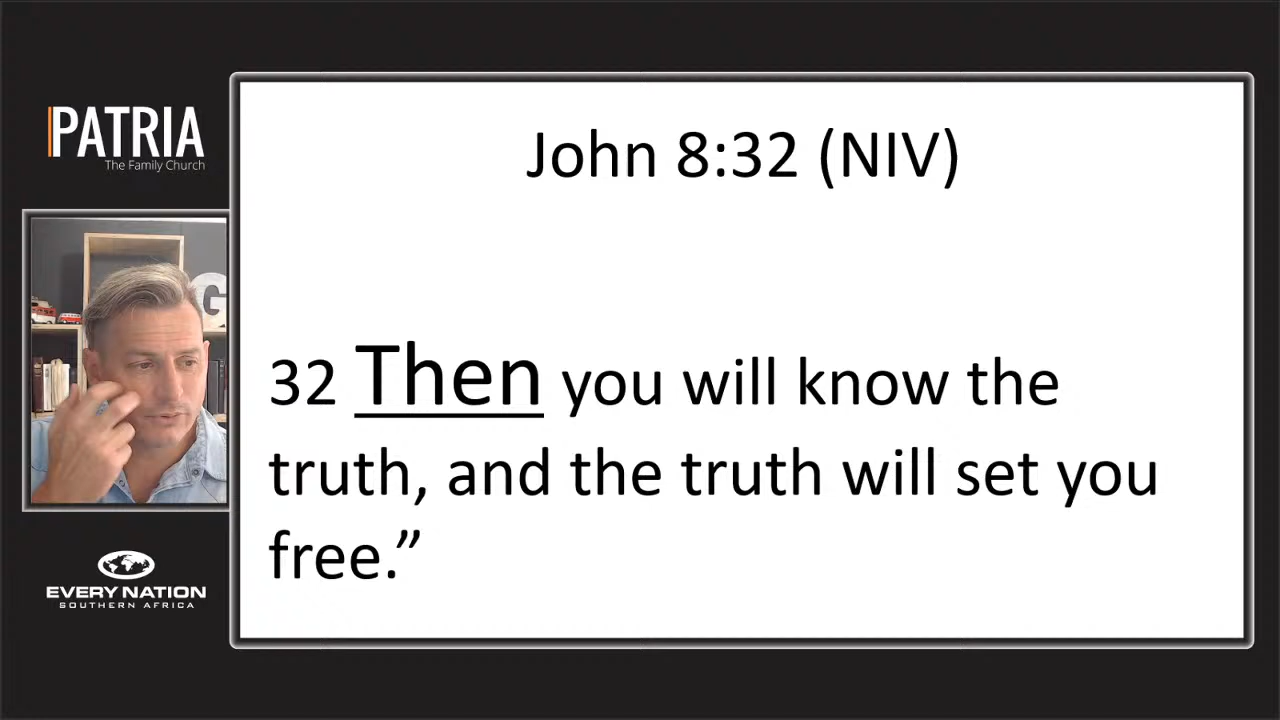 PATRIA
The Family Church
G
EVERY NATION
SOUTHERN AFRICA
John 8:32 (NIV)
32 Then you will know the
truth, and the truth will set you
free.”